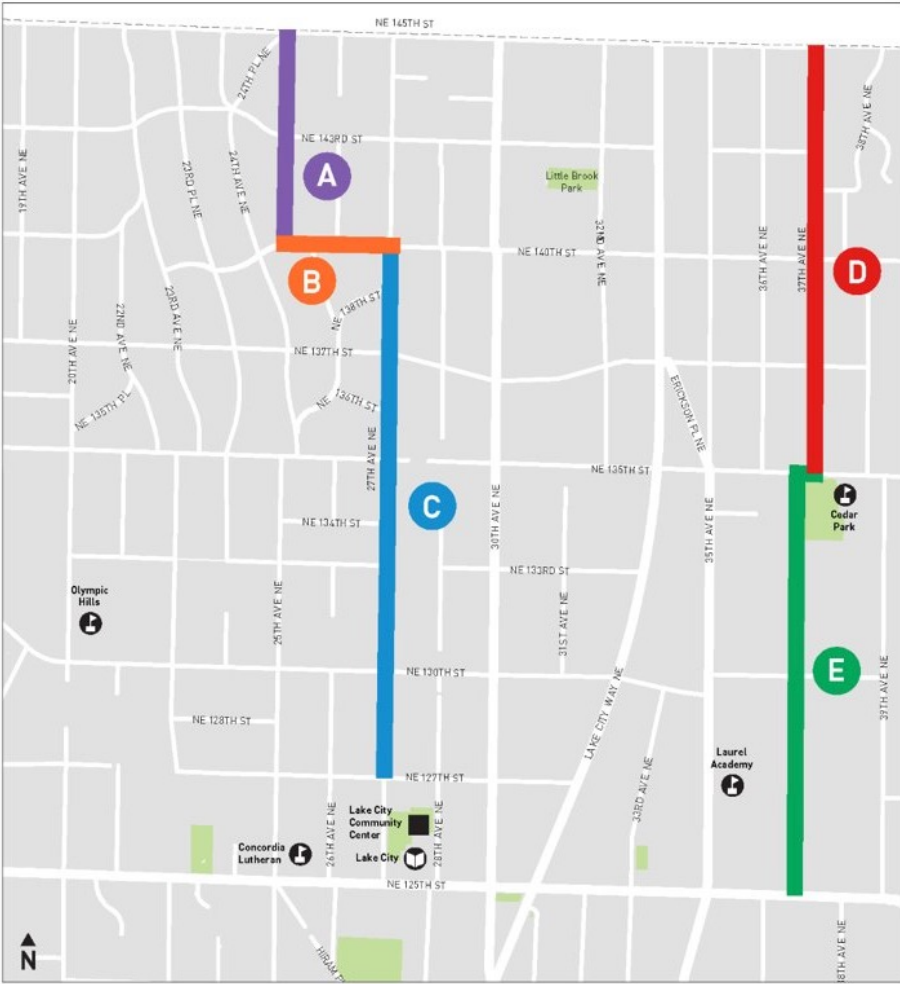 NE 145TH ST
24TH PL NE
38TH AVE NE
NE 143RD ST
19TH AVE NE
23RD PL NE
24TH AVE NE
A
Little Brook
Park
32ND AVE NE
36TH AVE NE
37TH AVE NE
NE 140TH ST
B
D
NE 138TH ST
22ND AVE NE
23RD AVE NE
20TH AVE NE
NE 137TH ST
ERICKSON PL NE
NE 136TH ST
NE 135TH PL
27TH AVE NE
NE 135TH ST
C
30TH AVE NE
35TH AVE NE
Cedar
Park
NE 134TH ST
NE 133RD ST
Olympic
Hills
25TH AVE NE
31ST AVE NE
NE 130TH ST
E
39TH AVE NE
LAKE CITY WAY NE
NE 128TH ST
Laurel
Academy
NE 127TH ST
33RD AVE NE
Lake City
Community
Center
26TH AVE NE
28TH AVE NE
Concordia
Lutheran
Lake City
NE 125TH ST
N
HIRAM P
38TH AVE NE